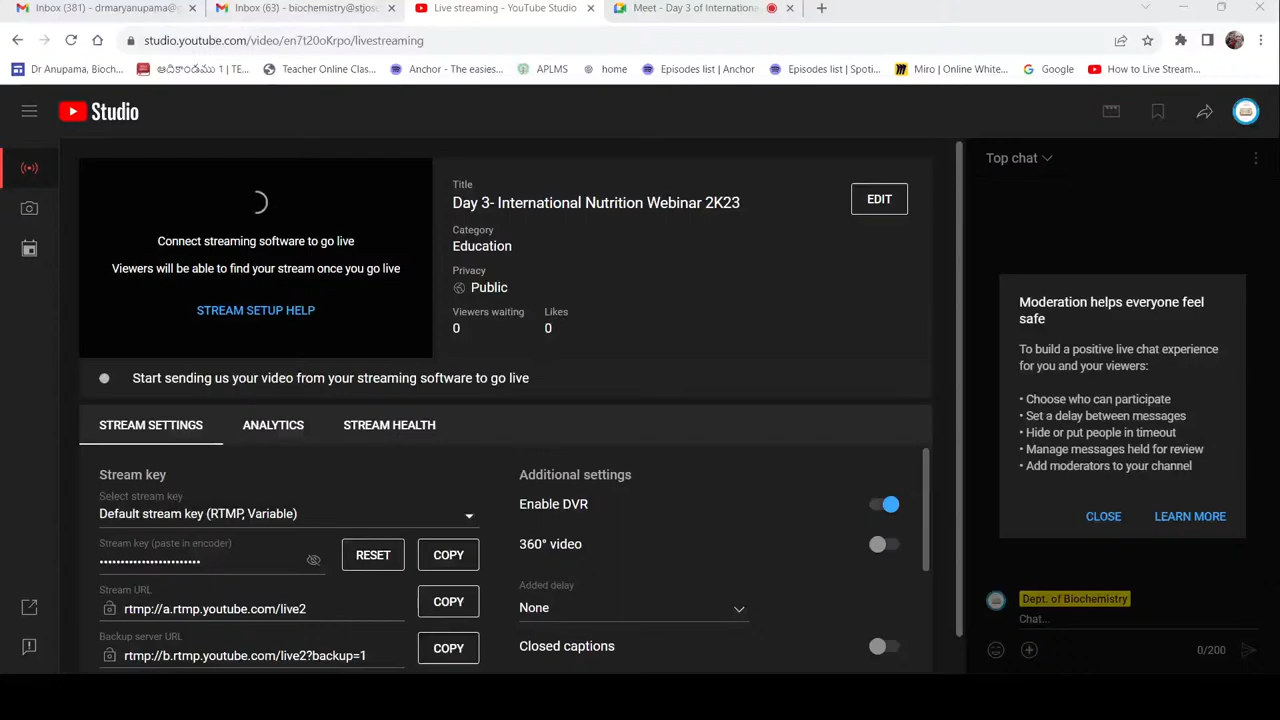 Inbox (381) - drmaryanupama@
Inbox (63) - biochemistry@stjos
Live streaming - YouTube Studio
Meet - Day 3 of Internationa
studio.youtube.com/video/en7t20oKrpo/livestreaming
Dr Anupama, Bioch...
ఆదికాండము 1 | TE...
Teacher Online Clas...
Anchor - The easies...
APLMS
home
Episodes list | Anchor
Episodes list | Spoti...
Miro | Online White...
Google
How to Live Stream...
Studio
Top chat
Connect streaming software to go live
Viewers will be able to find your stream once you go live
STREAM SETUP HELP
Title
Day 3- International Nutrition Webinar 2K23
EDIT
Category
Education
Privacy
Public
Viewers waiting Likes
0 0
Start sending us your video from your streaming software to go live
STREAM SETTINGS ANALYTICS STREAM HEALTH
Stream key
Select stream key
Default stream key (RTMP, Variable)
Stream key (paste in encoder)
••••••••••••••••••••••••
RESET COPY
Stream URL
rtmp://a.rtmp.youtube.com/live2
COPY
Backup server URL
rtmp://b.rtmp.youtube.com/live2?backup=1
COPY
Additional settings
Enable DVR
360° video
Added delay
None
Closed captions
Moderation helps everyone feel
safe
To build a positive live chat experience
for you and your viewers:
• Choose who can participate
• Set a delay between messages
• Hide or put people in timeout
• Manage messages held for review
• Add moderators to your channel
CLOSE LEARN MORE
Dept. of Biochemistry
Chat...
0/200